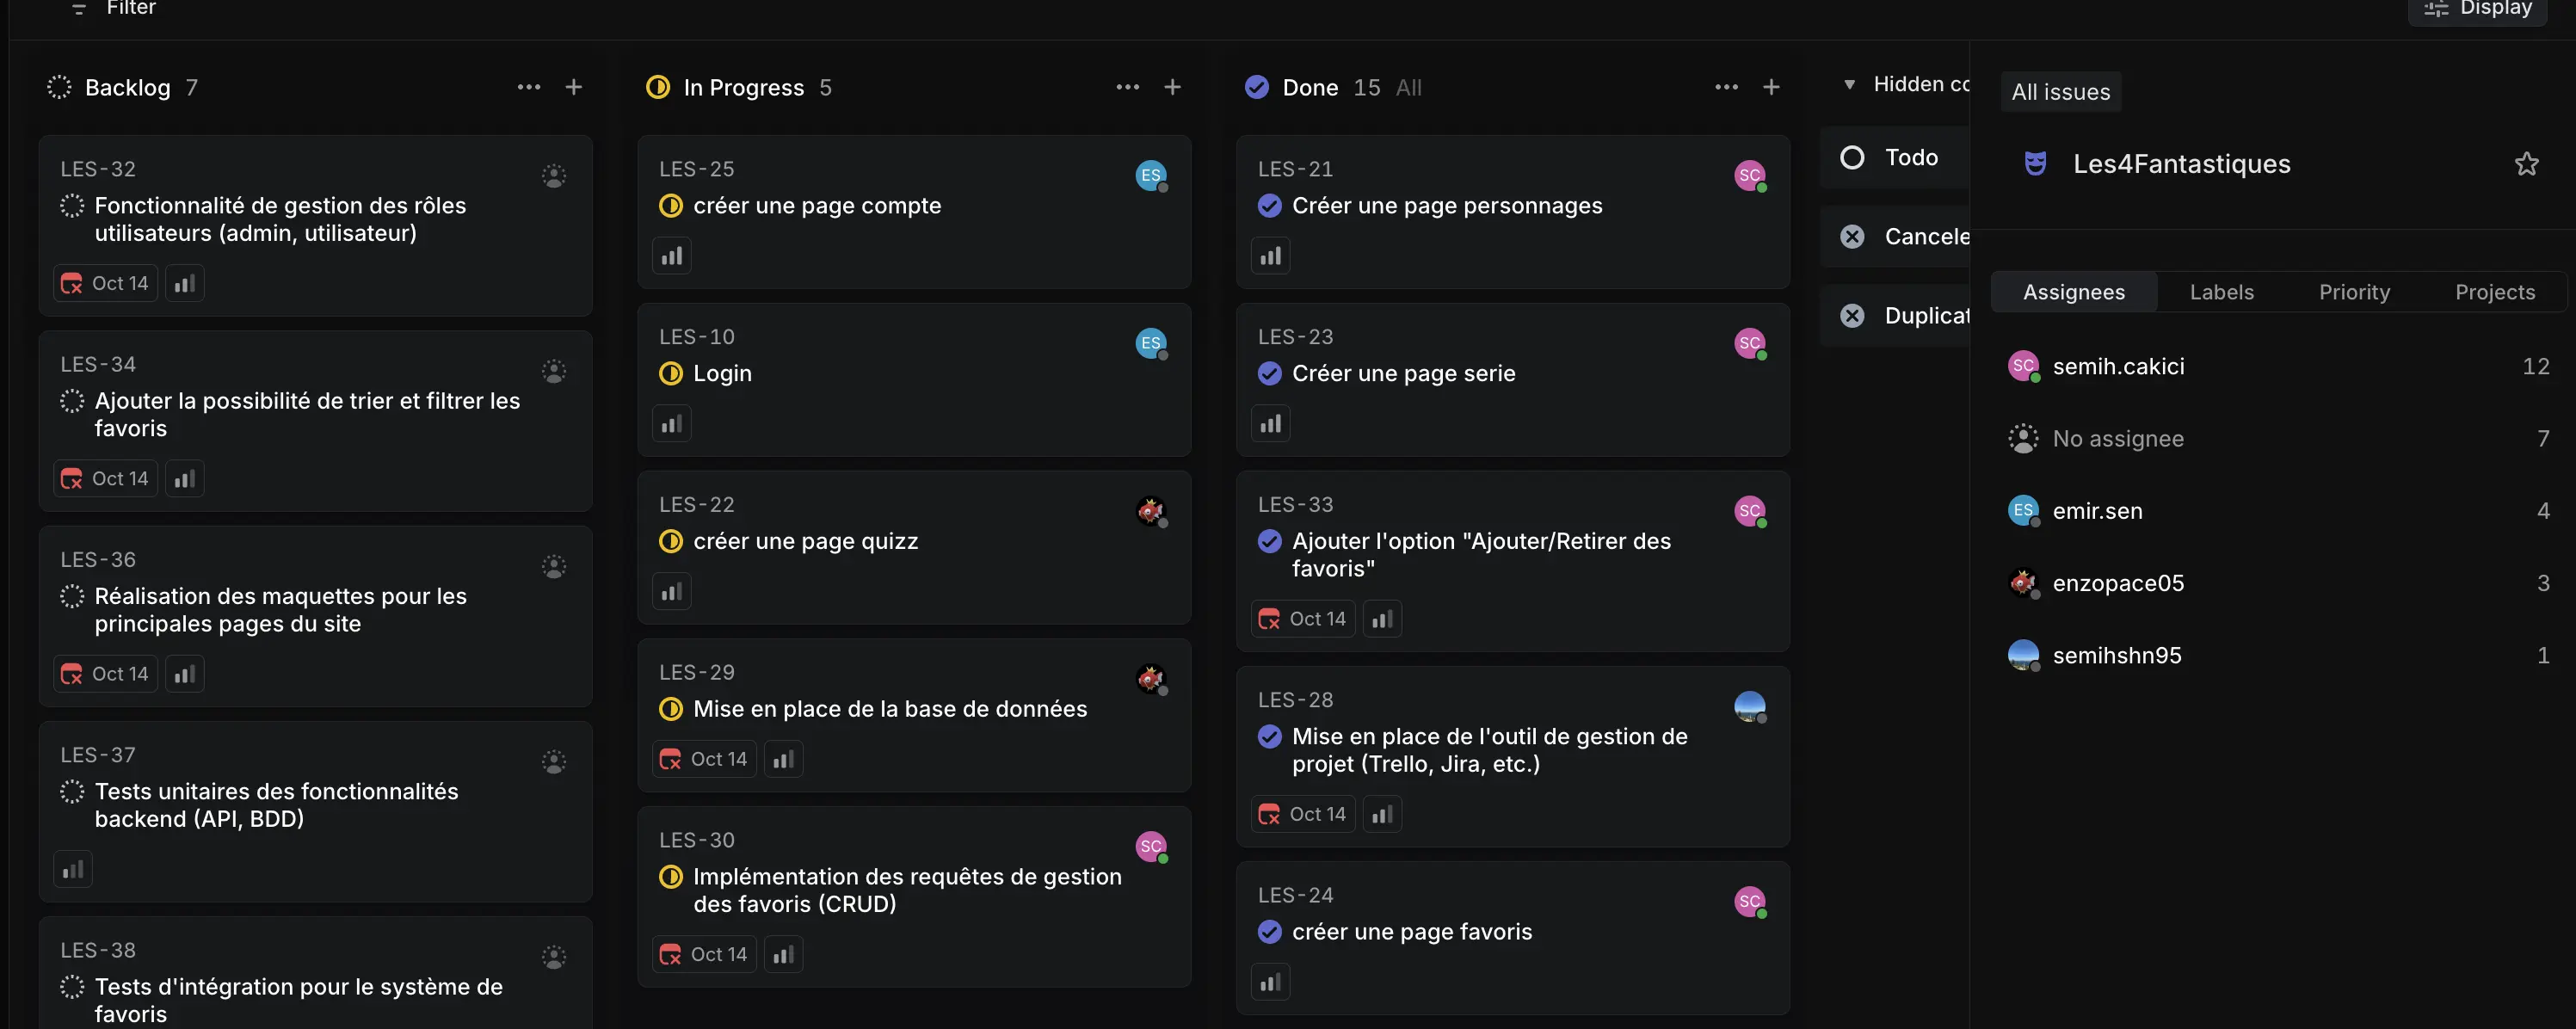 Filter
Display
Backlog 7
LES-32
Fonctionnalité de gestion des rôles
utilisateurs (admin, utilisateur)
Oct 14
LES-34
Ajouter la possibilité de trier et filtrer les
favoris
Oct 14
LES-36
Réalisation des maquettes pour les
principales pages du site
Oct 14
LES-37
Tests unitaires des fonctionnalités
backend (API, BDD)
LES-38
Tests d'intégration pour le système de
favoris
In Progress 5
LES-25
ES
créer une page compte
LES-10
ES
Login
LES-22
créer une page quizz
LES-29
Mise en place de la base de données
Oct 14
LES-30
SC
Implémentation des requêtes de gestion
des favoris (CRUD)
Oct 14
Done 15 All
LES-21
SC
Créer une page personnages
LES-23
SC
Créer une page serie
LES-33
SC
Ajouter l'option "Ajouter/Retirer des
favoris"
Oct 14
LES-28
Mise en place de l'outil de gestion de
projet (Trello, Jira, etc.)
Oct 14
LES-24
SC
créer une page favoris
Hidden co
Todo
Cancele
Duplicat
All issues
Les4Fantastiques
Assignees Labels Priority Projects
SC semih.cakici 12
No assignee 7
ES emir.sen 4
enzopace05 3
semihshn95 1